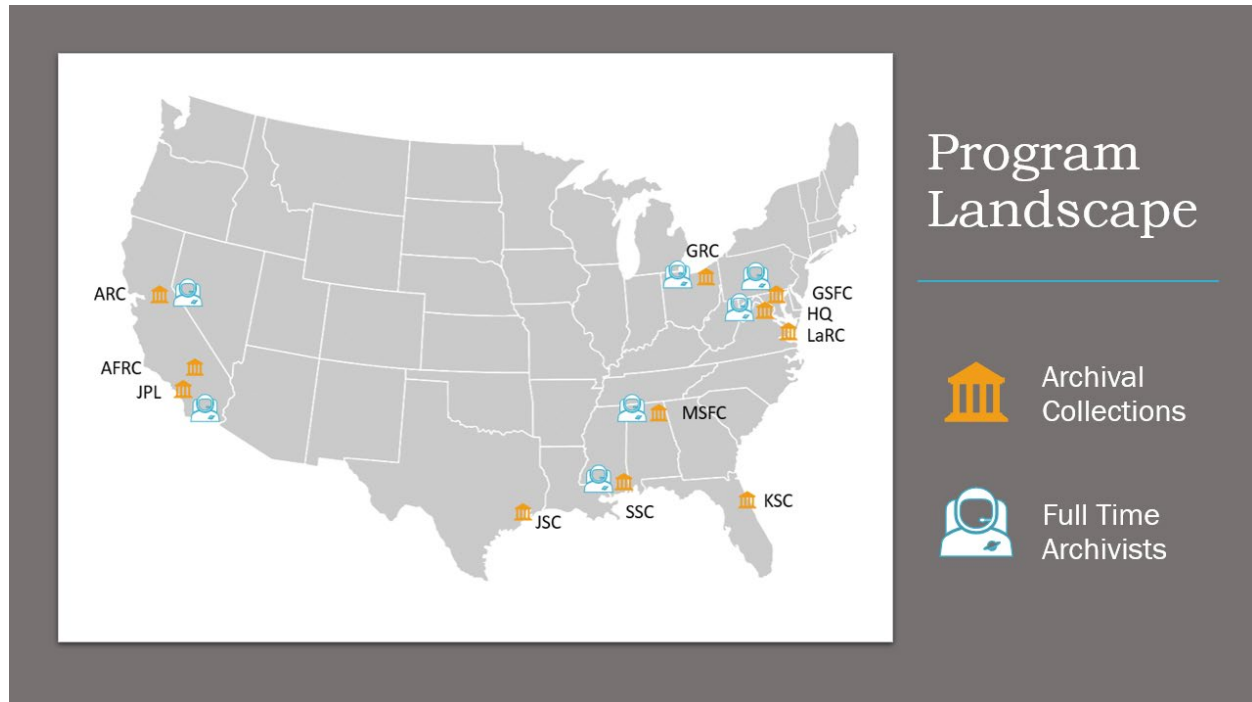 Program
Landscape
GRC
ARC
GSFC
HQ
LaRC
AFRC
JPL
MSFC
KSC
SSC
JSC
Archival
Collections
Full Time
Archivists